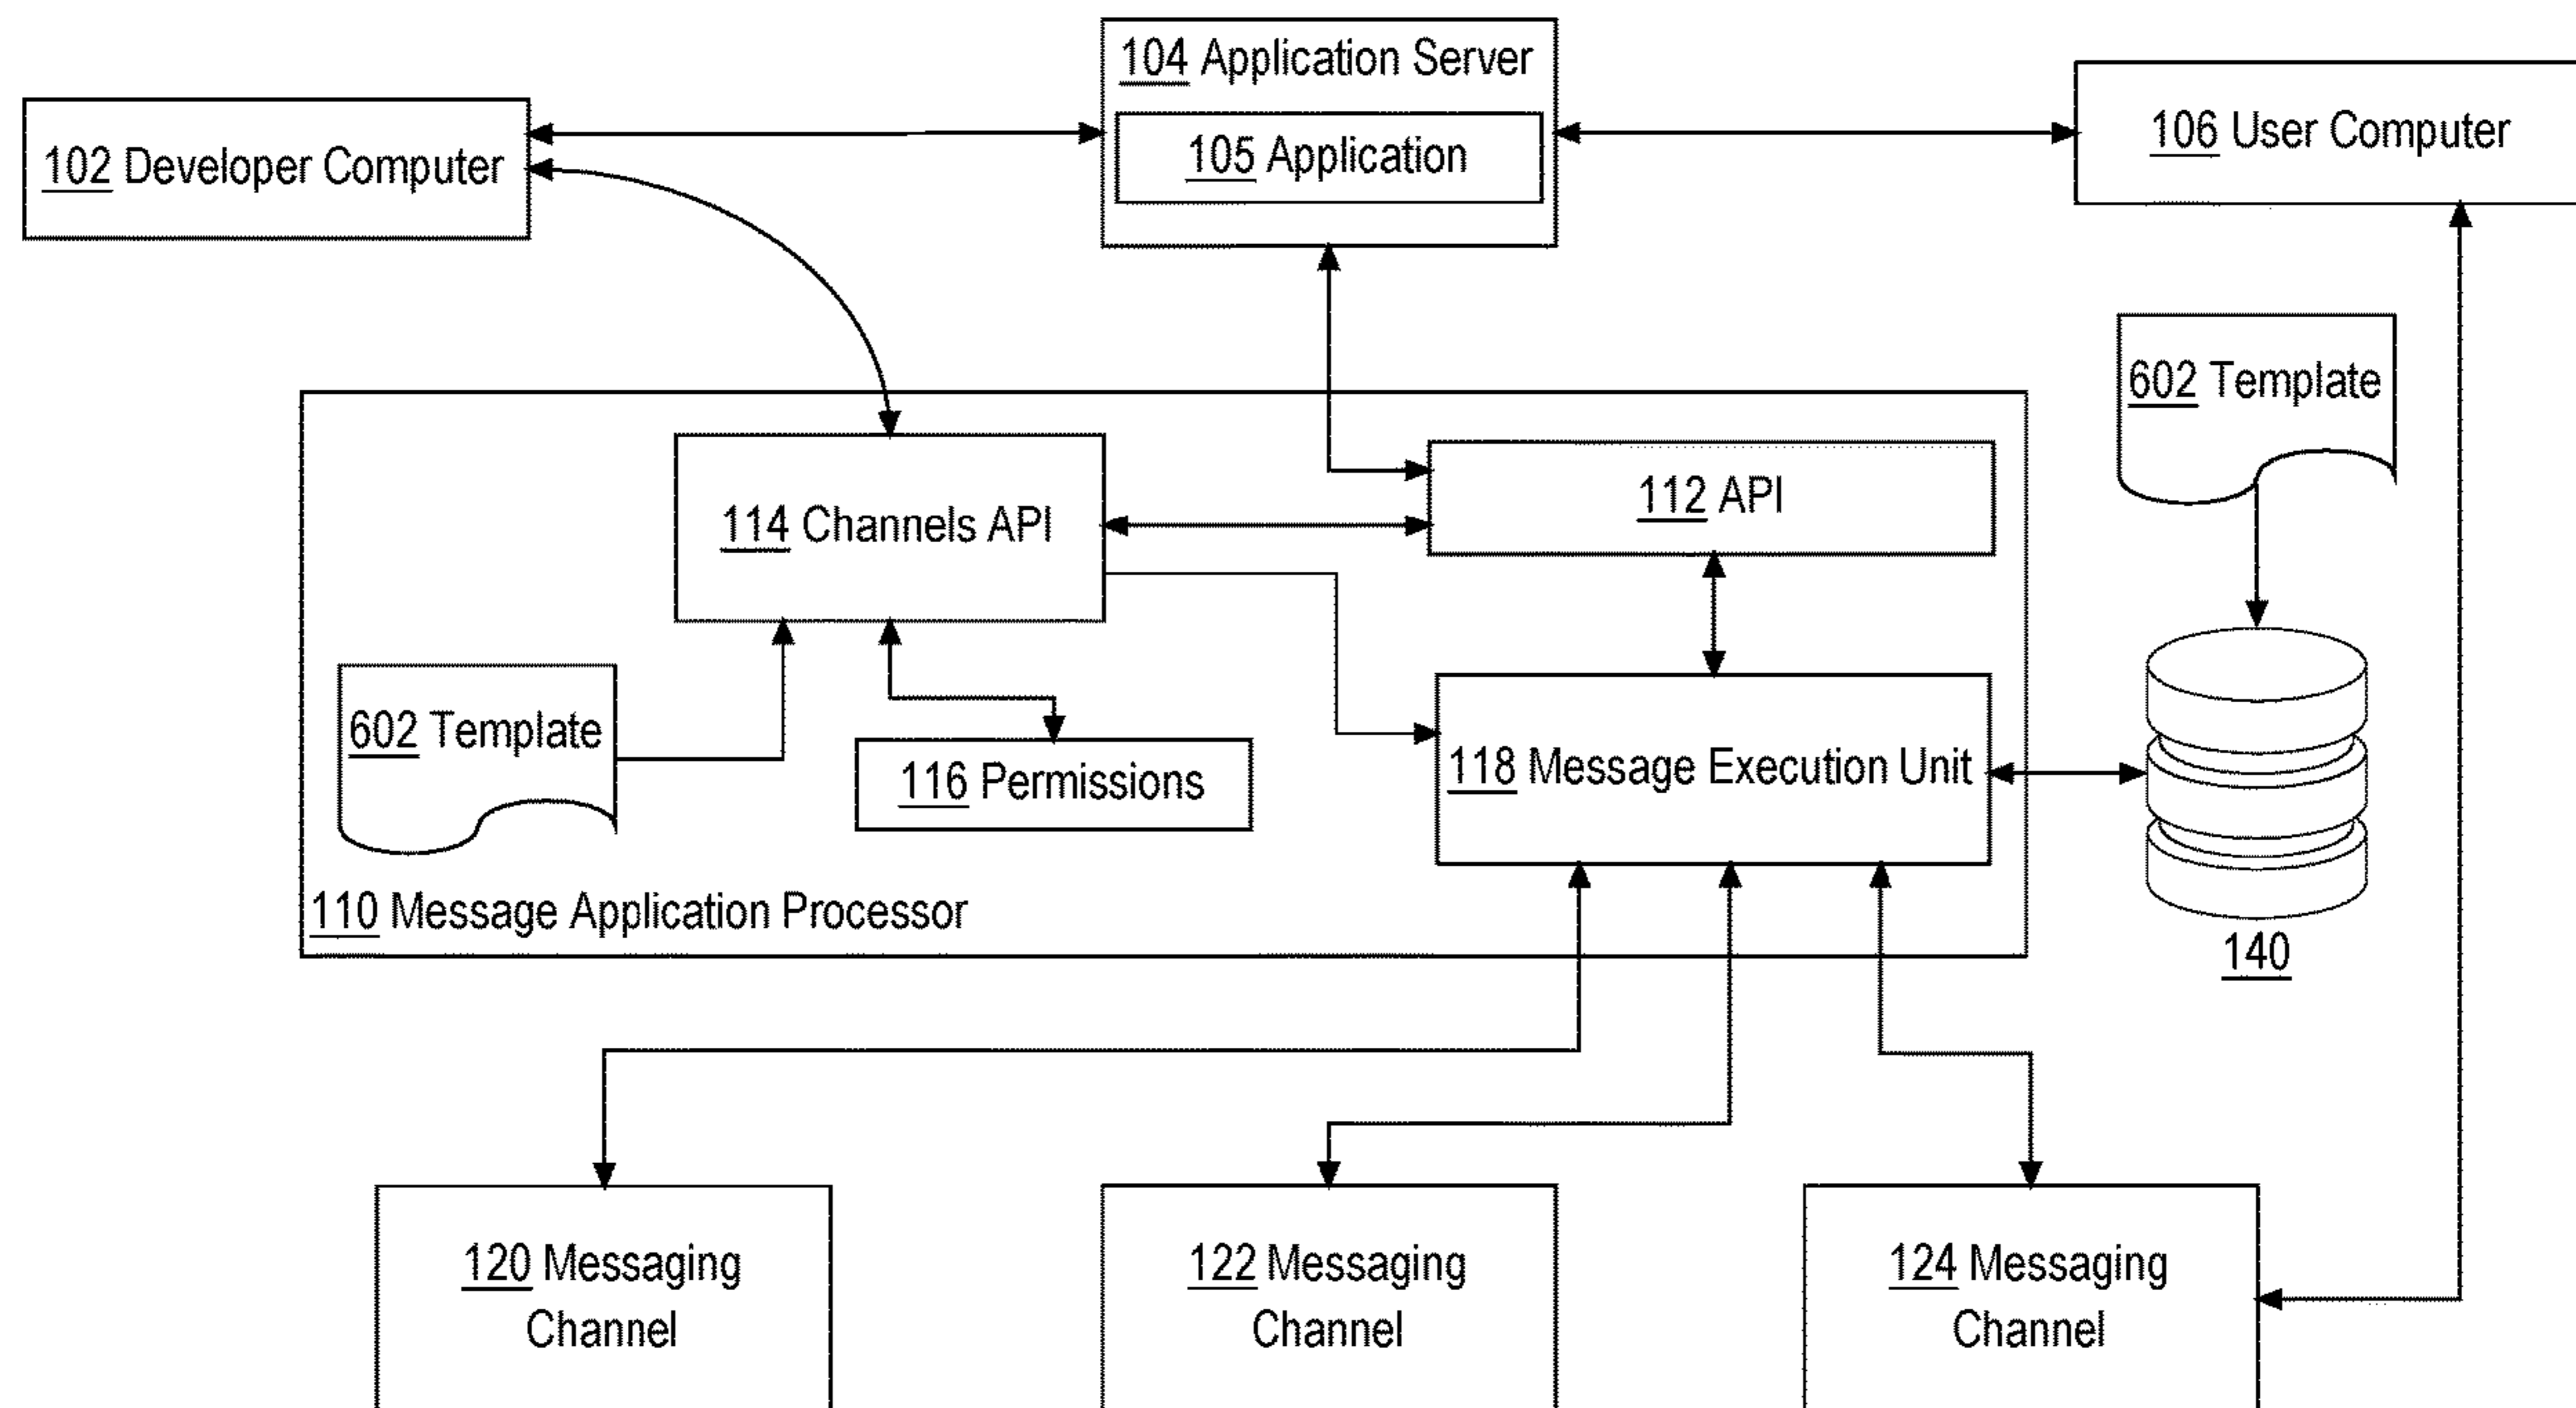 104 Application Server
105 Application
106 User Computer
102 Developer Computer
602 Template
114 Channels API
112 API
602 Template
116 Permissions
118 Message Execution Unit
110 Message Application Processor
140
120 Messaging
Channel
122 Messaging
Channel
124 Messaging
Channel